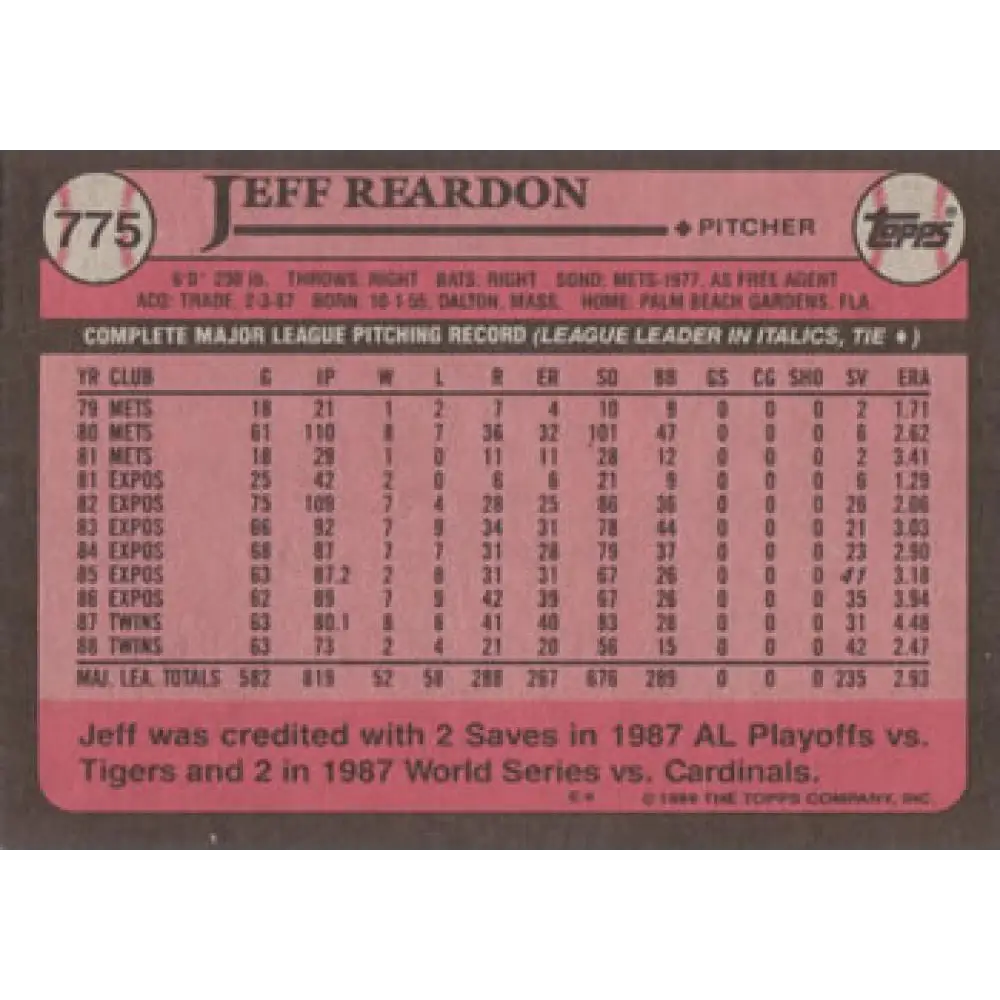 775
JEFF REARDON
♦ PITCHER
Topps®
6'0" 200 lb. THROWS: RIGHT BATS: RIGHT SGND: METS-1977, AS FREE AGENT
ACQ: TRADE, 2-3-87 BORN: 10-1-55, DALTON, MASS. HOME: PALM BEACH GARDENS, FLA.
COMPLETE MAJOR LEAGUE PITCHING RECORD (LEAGUE LEADER IN ITALICS, TIE ♦)
YR CLUB G IP W L R ER SO BB GS CG SHO SV ERA
79 METS 18 21 1 2 7 4 10 9 0 0 0 2 1.71
80 METS 61 110 8 7 36 32 101 47 0 0 0 6 2.62
81 METS 18 29 1 0 11 11 28 12 0 0 0 2 3.41
81 EXPOS 25 42 2 0 6 6 21 9 0 0 0 6 1.29
82 EXPOS 75 109 7 4 28 25 86 36 0 0 0 26 2.06
83 EXPOS 66 92 7 9 34 31 78 44 0 0 0 21 3.03
84 EXPOS 68 87 7 7 31 28 79 37 0 0 0 23 2.90
85 EXPOS 63 87.2 2 8 31 31 67 26 0 0 0 41 3.18
86 EXPOS 62 89 7 9 42 39 67 26 0 0 0 35 3.94
87 TWINS 63 80.1 8 8 41 40 83 28 0 0 0 31 4.48
88 TWINS 63 73 2 4 21 20 56 15 0 0 0 42 2.47
MAJ. LEA. TOTALS 582 819 52 58 288 267 676 289 0 0 0 235 2.93
Jeff was credited with 2 Saves in 1987 AL Playoffs vs.
Tigers and 2 in 1987 World Series vs. Cardinals.
© 1989 THE TOPPS COMPANY, INC.